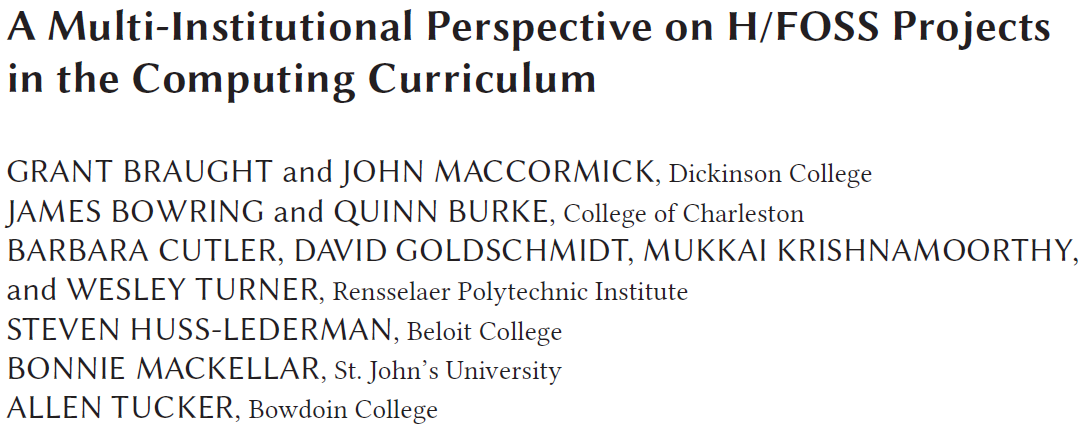 A Multi-Institutional Perspective on H/FOSS Projects
in the Computing Curriculum
GRANT BRAUGHT and JOHN MACCORMICK, Dickinson College
JAMES BOWRING and QUINN BURKE, College of Charleston
BARBARA CUTLER, DAVID GOLDSCHMIDT, MUKKAI KRISHNAMOORTHY,
and WESLEY TURNER, Rensselaer Polytechnic Institute
STEVEN HUSS-LEDERMAN, Beloit College
BONNIE MACKELLAR, St. John’s University
ALLEN TUCKER, Bowdoin College